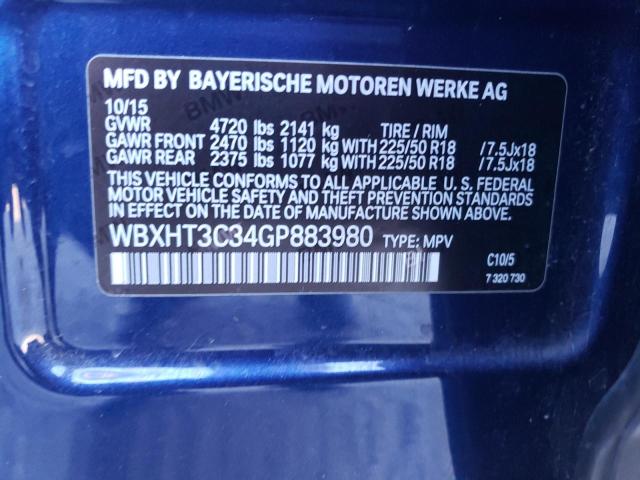 MFD BY BAYERISCHE MOTOREN WERKE AG
10/15
GVWR 4720 lbs 2141 kg TIRE / RIM
GAWR FRONT 2470 lbs 1120 kg WITH 225/50 R18 /7.5Jx18
GAWR REAR 2375 lbs 1077 kg WITH 225/50 R18 /7.5Jx18
THIS VEHICLE CONFORMS TO ALL APPLICABLE U. S. FEDERAL
MOTOR VEHICLE SAFETY AND THEFT PREVENTION STANDARDS
IN EFFECT ON THE DATE OF MANUFACTURE SHOWN ABOVE.
WBXHT3C34GP883980 TYPE: MPV
C10/5
7 320 730